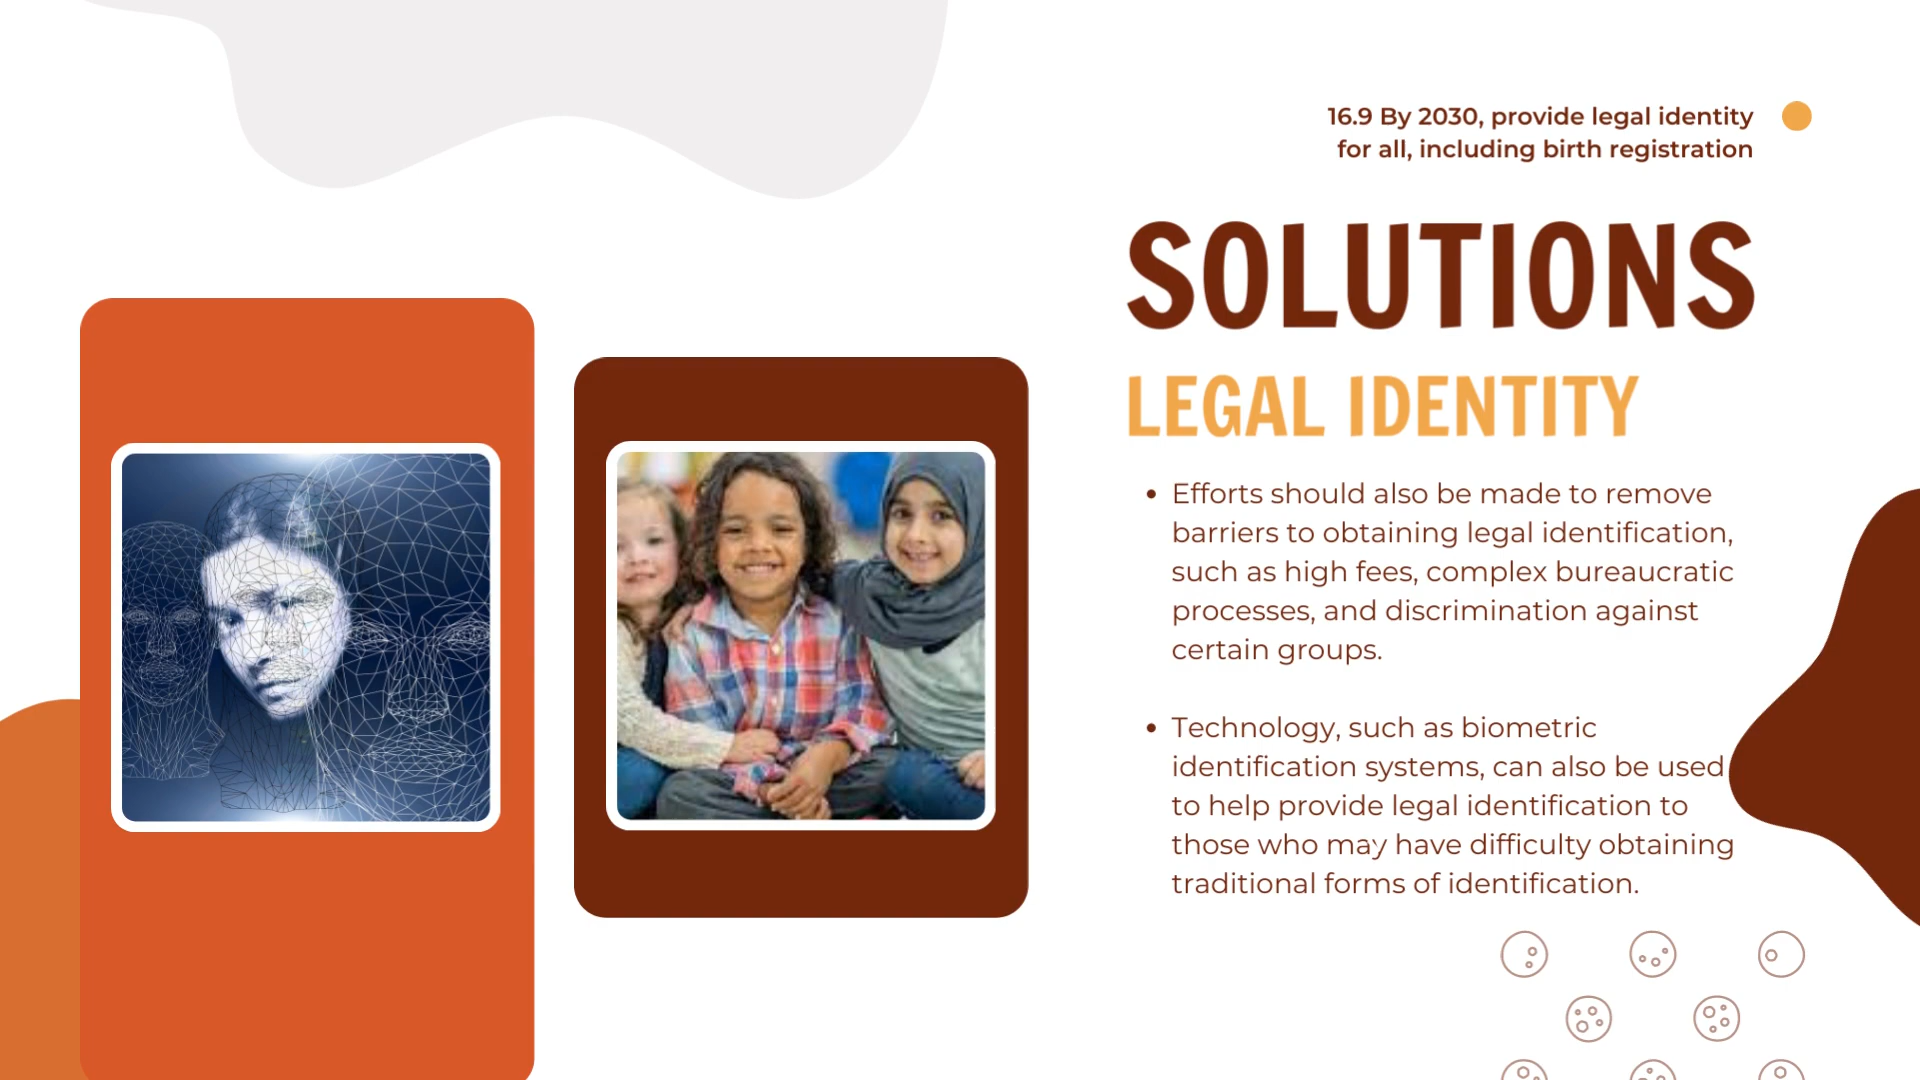 16.9 By 2030, provide legal identity
for all, including birth registration
SOLUTIONS
LEGAL IDENTITY
• Efforts should also be made to remove
barriers to obtaining legal identification,
such as high fees, complex bureaucratic
processes, and discrimination against
certain groups.
• Technology, such as biometric
identification systems, can also be used
to help provide legal identification to
those who may have difficulty obtaining
traditional forms of identification.